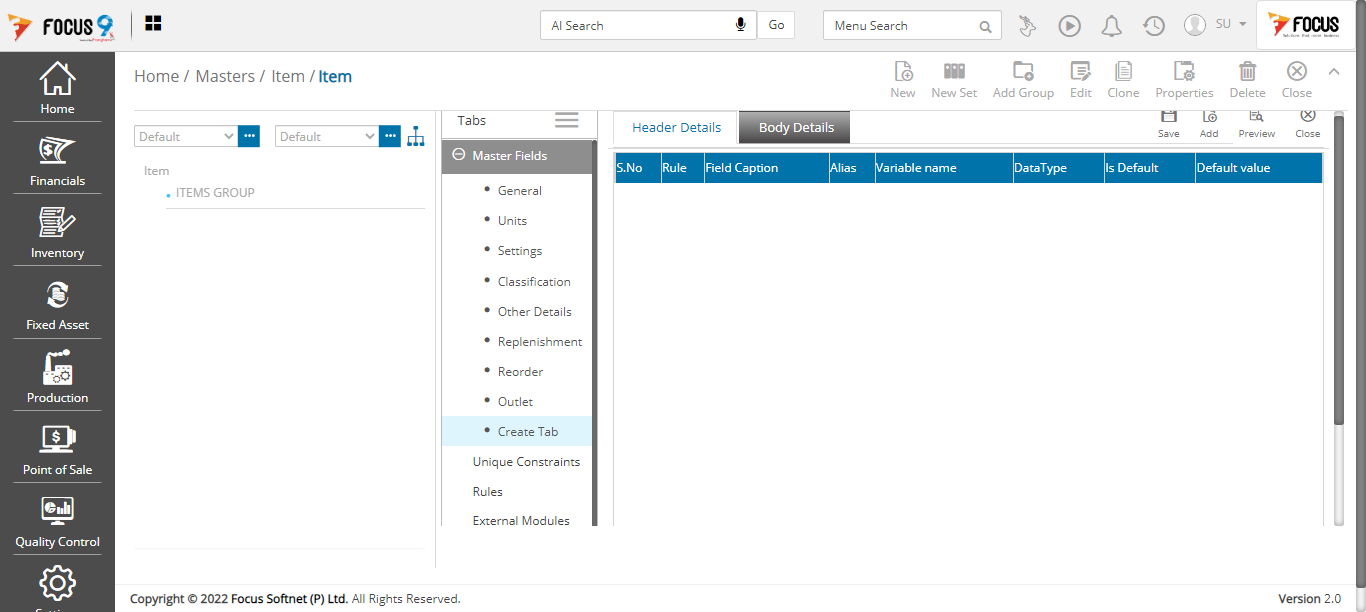 FOCUS 9
AI Search
Go
Menu Search
SU
FOCUS
Home / Masters / Item / Item
New
New Set
Add Group
Edit
Clone
Properties
Delete
Close
Home
Financials
Inventory
Fixed Asset
Production
Point of Sale
Quality Control
Default
Default
Item
ITEMS GROUP
Tabs
Master Fields
General
Units
Settings
Classification
Other Details
Replenishment
Reorder
Outlet
Create Tab
Unique Constraints
Rules
External Modules
Header Details
Body Details
Save
Add
Preview
Close
S.No Rule Field Caption Alias Variable name DataType Is Default Default value
Copyright © 2022 Focus Softnet (P) Ltd. All Rights Reserved.
Version 2.0